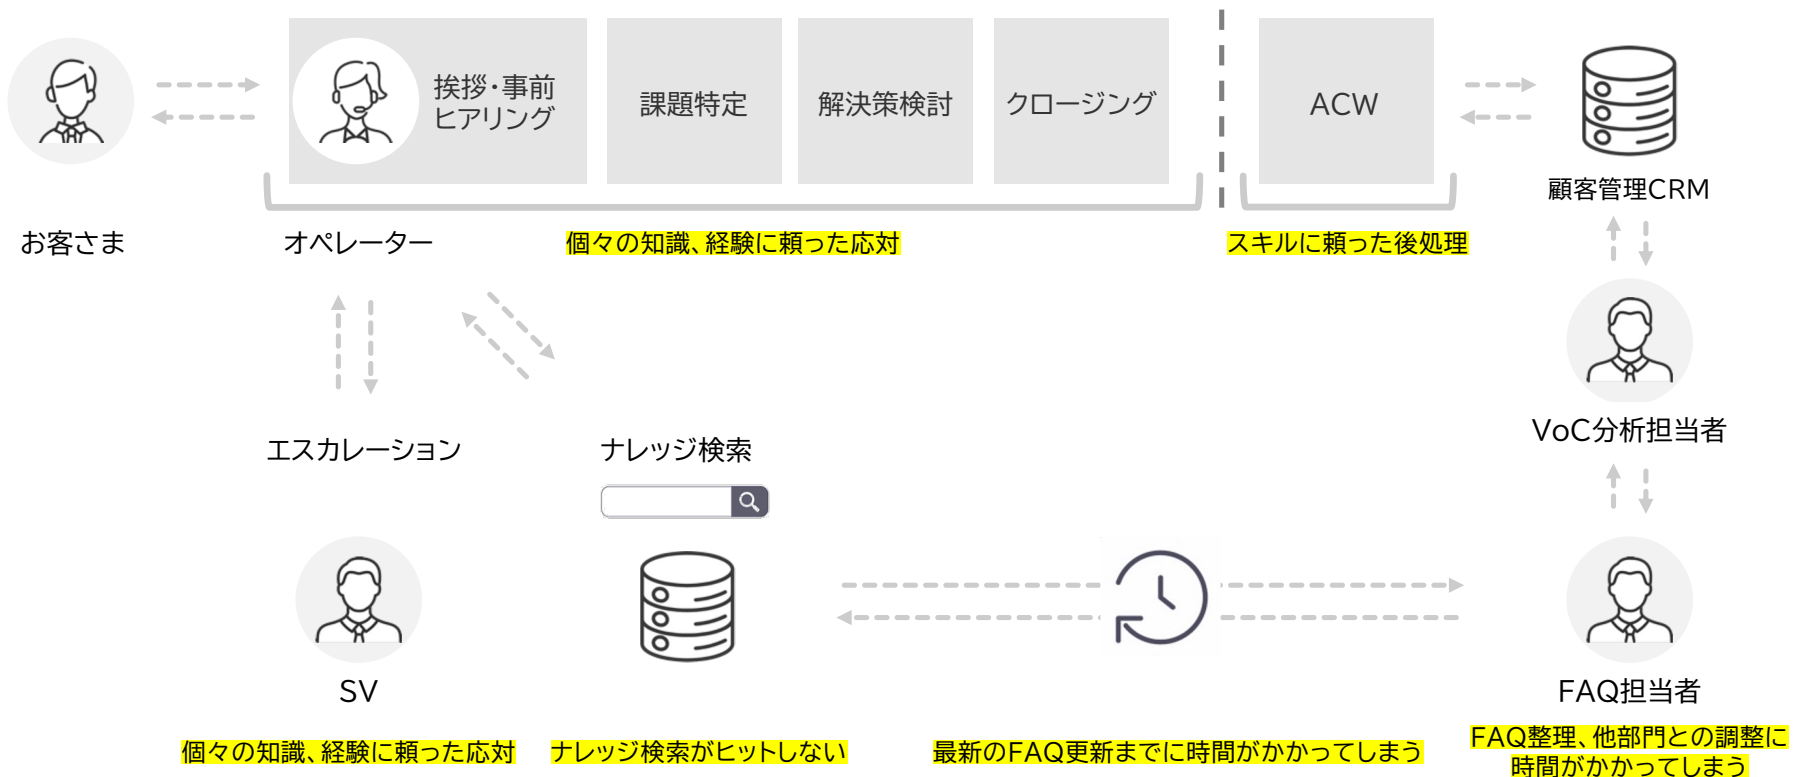 挨拶・事前
ヒアリング
課題特定
解決策検討
クロージング
ACW
顧客管理CRM
お客さま
オペレーター
個々の知識、経験に頼った応対
スキルに頼った後処理
VoC分析担当者
エスカレーション
ナレッジ検索
SV
FAQ担当者
個々の知識、経験に頼った応対
ナレッジ検索がヒットしない
最新のFAQ更新までに時間がかかってしまう
FAQ整理、他部門との調整に
時間がかかってしまう